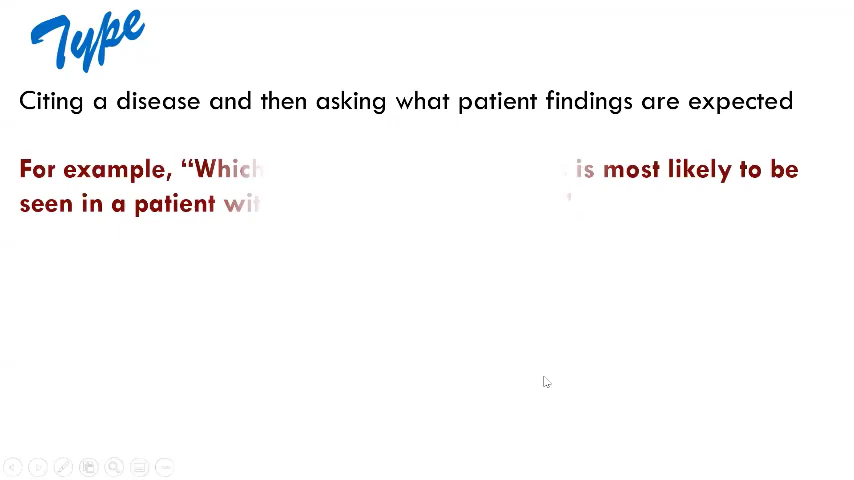 Type
Citing a disease and then asking what patient findings are expected
For example, “Which is most likely to be
seen in a patient with